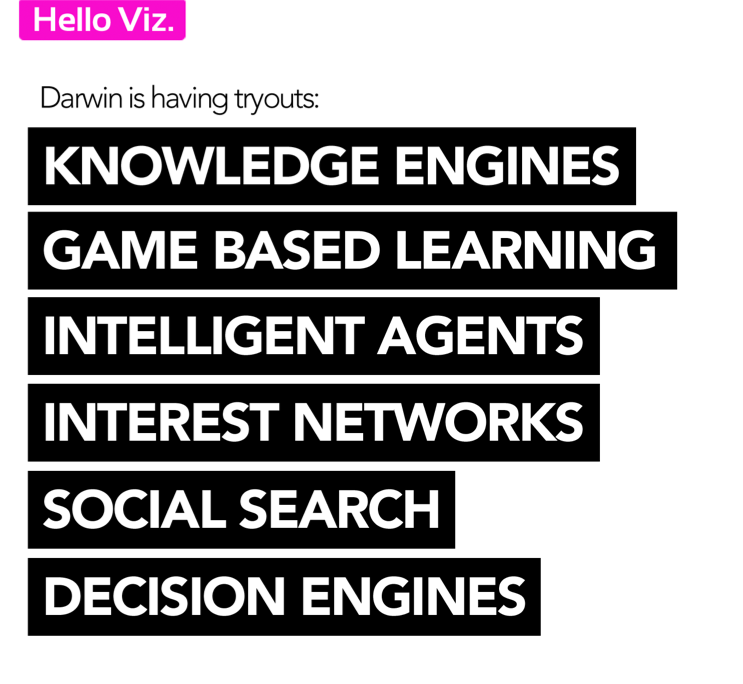 Hello Viz.
Darwin is having tryouts:
KNOWLEDGE ENGINES
GAME BASED LEARNING
INTELLIGENT AGENTS
INTEREST NETWORKS
SOCIAL SEARCH
DECISION ENGINES